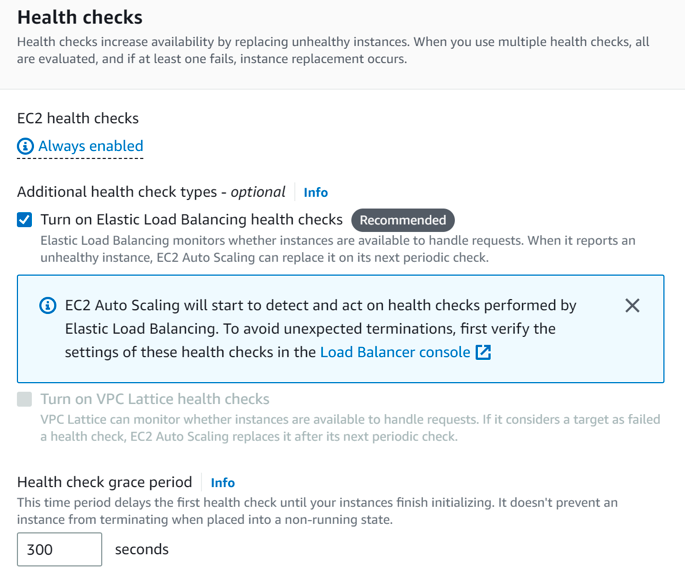 Health checks
Health checks increase availability by replacing unhealthy instances. When you use multiple health checks, all
are evaluated, and if at least one fails, instance replacement occurs.
EC2 health checks
Always enabled
Additional health check types - optional Info
Turn on Elastic Load Balancing health checks Recommended
Elastic Load Balancing monitors whether instances are available to handle requests. When it reports an
unhealthy instance, EC2 Auto Scaling can replace it on its next periodic check.
EC2 Auto Scaling will start to detect and act on health checks performed by
Elastic Load Balancing. To avoid unexpected terminations, first verify the
settings of these health checks in the Load Balancer console
Turn on VPC Lattice health checks
VPC Lattice can monitor whether instances are available to handle requests. If it considers a target as failed
a health check, EC2 Auto Scaling replaces it after its next periodic check.
Health check grace period Info
This time period delays the first health check until your instances finish initializing. It doesn't prevent an
instance from terminating when placed into a non-running state.
300 seconds